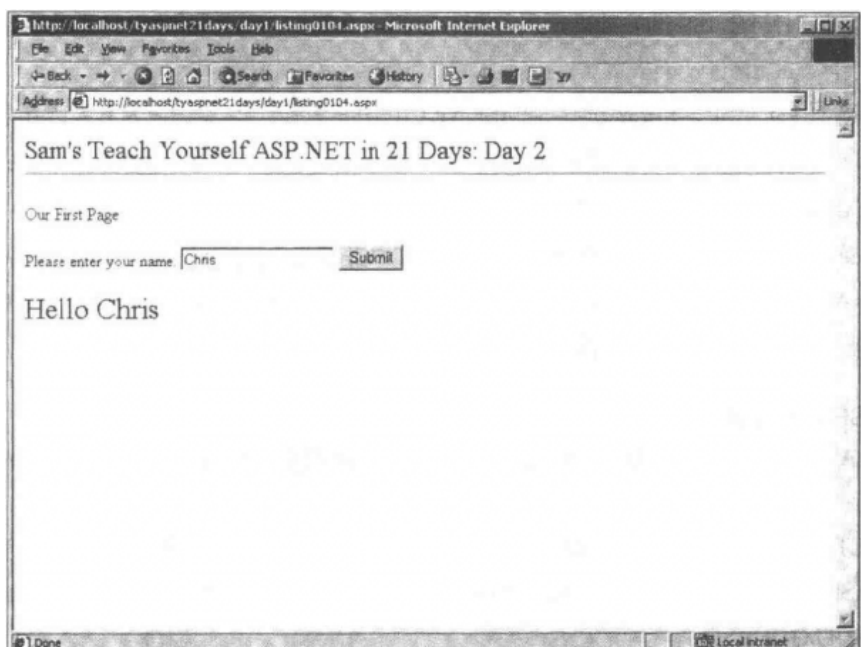 http://localhost/tyaspnet21days/day1/listing0104.aspx - Microsoft Internet Explorer
File Edit View Favorites Tools Help
Back Search Favorites History
Address http://localhost/tyaspnet21days/day1/listing0104.aspx Links
Sam's Teach Yourself ASP.NET in 21 Days: Day 2
Our First Page
Please enter your name. Chris Submit
Hello Chris
Done Local intranet